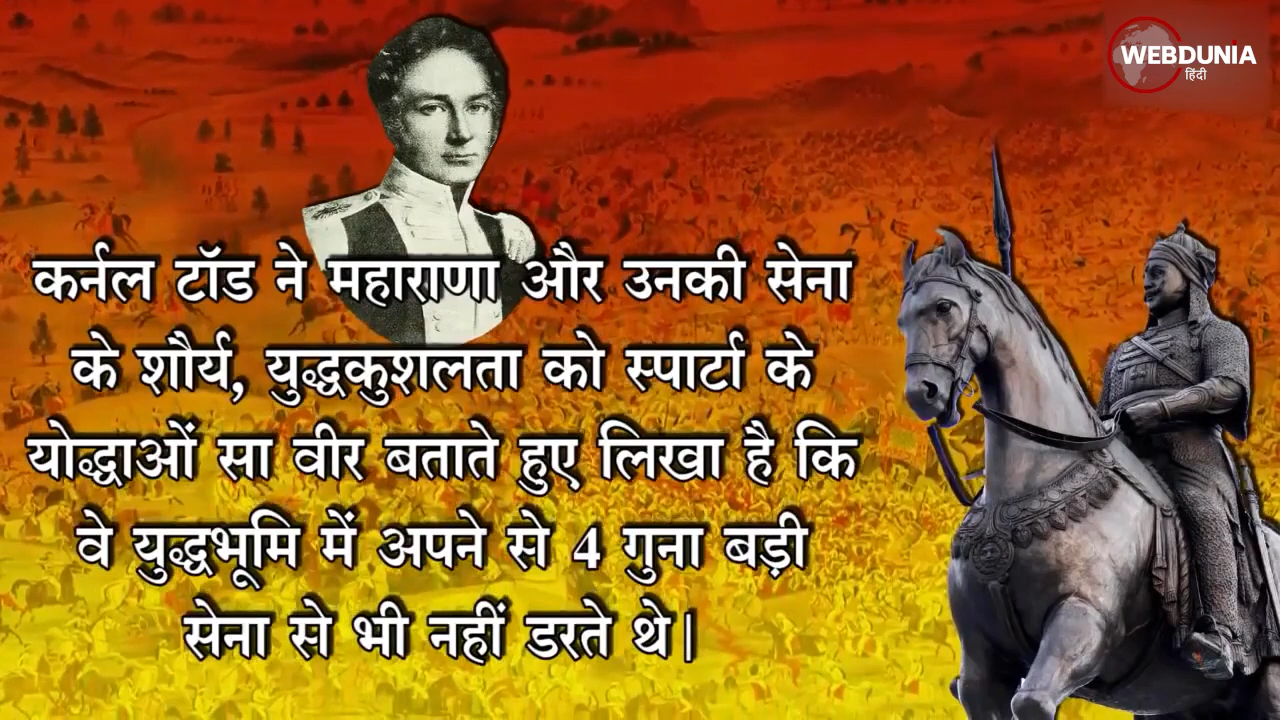 WEBDUNIA
हिंदी
कर्नल टॉड ने महाराणा और उनकी सेना
के शौर्य, युद्धकुशलता को स्पार्टा के
योद्धाओं सा वीर बताते हुए लिखा है कि
वे युद्धभूमि में अपने से 4 गुना बड़ी
सेना से भी नहीं डरते थे।